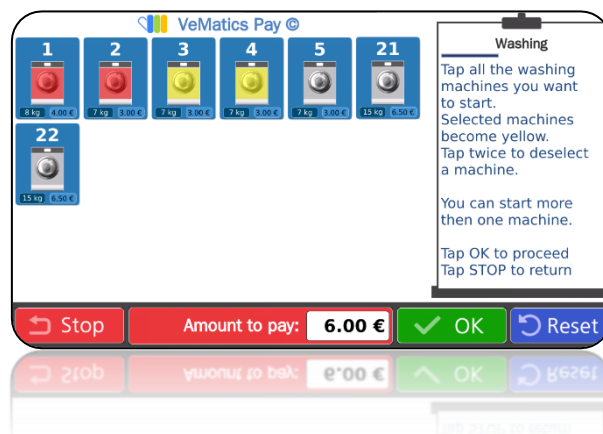 VeMatics Pay ©
1 2 3 4 5 21
8 kg 4.00 € 7 kg 3.00 € 7 kg 3.00 € 7 kg 3.00 € 7 kg 3.00 € 15 kg 6.50 €
22
15 kg 6.50 €
Washing
Tap all the washing
machines you want
to start.
Selected machines
become yellow.
Tap twice to deselect
a machine.
You can start more
then one machine.
Tap OK to proceed
Tap STOP to return
Stop Amount to pay: 6.00 € OK Reset